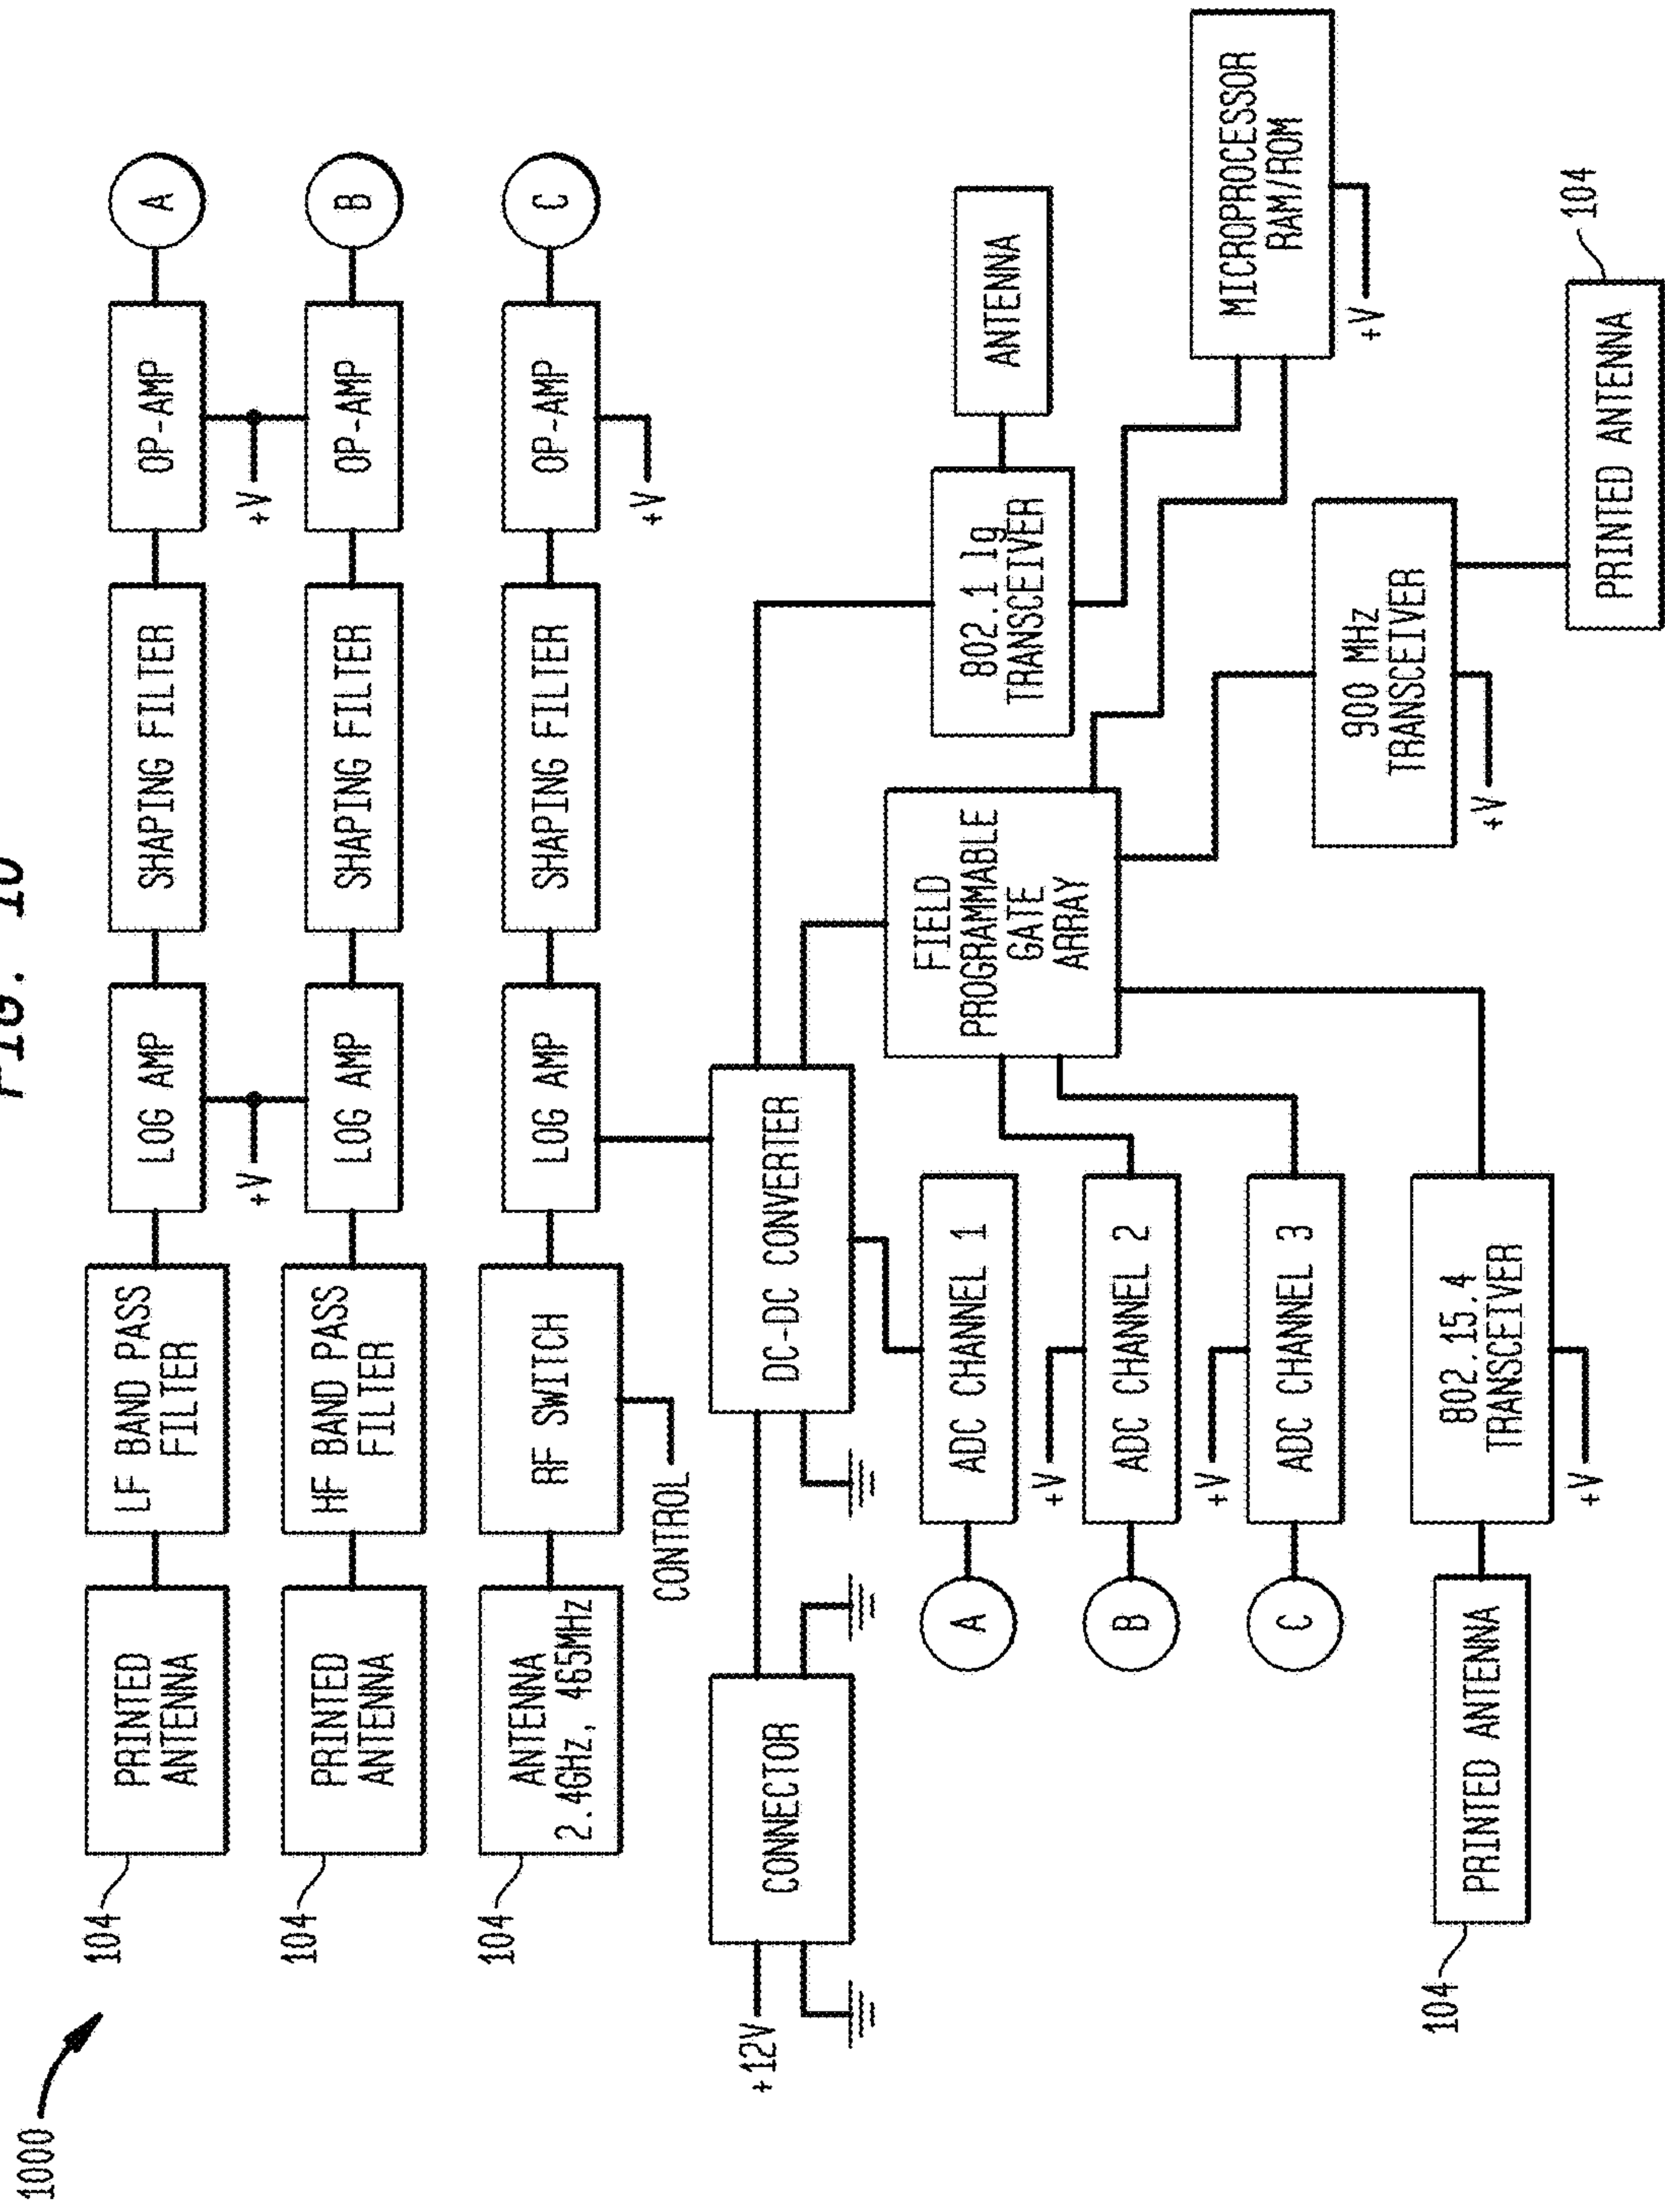 FIG. 10
1000
104
PRINTED
ANTENNA
LF BAND PASS
FILTER
LOG AMP
SHAPING FILTER
OP-AMP
A
+V
+V
104
PRINTED
ANTENNA
HF BAND PASS
FILTER
LOG AMP
SHAPING FILTER
OP-AMP
B
104
ANTENNA
2.4GHz, 465MHz
RF SWITCH
CONTROL
LOG AMP
SHAPING FILTER
OP-AMP
+V
C
+12V
CONNECTOR
DC-DC CONVERTER
802.1 lg
TRANSCEIVER
ANTENNA
FIELD
PROGRAMMABLE
GATE
ARRAY
MICROPROCESSOR
RAM/ROM
+V
A
ADC CHANNEL 1
+V
B
ADC CHANNEL 2
+V
C
ADC CHANNEL 3
900 MHz
TRANSCEIVER
+V
104
PRINTED ANTENNA
802.15.4
TRANSCEIVER
+V
104
PRINTED ANTENNA